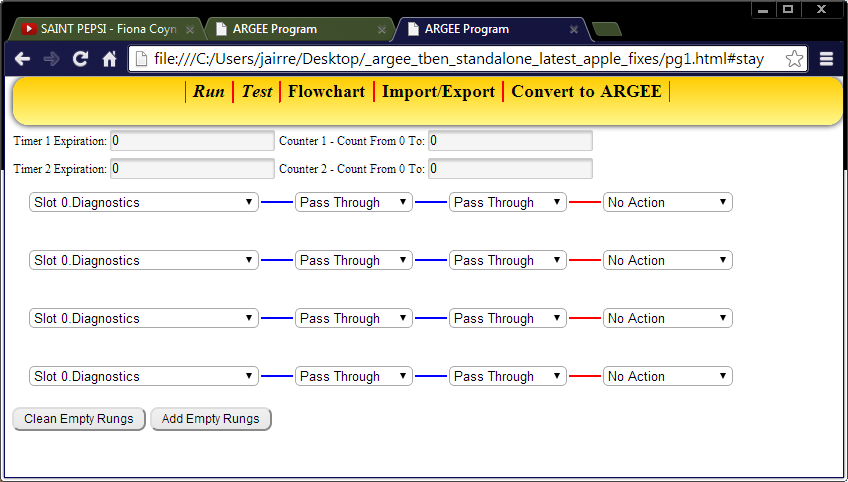 SAINT PEPSI - Fiona Coyn ARGEE Program ARGEE Program
file:///C:/Users/jairre/Desktop/_argee_tben_standalone_latest_apple_fixes/pg1.html#stay
Run Test Flowchart Import/Export Convert to ARGEE
Timer 1 Expiration: 0 Counter 1 - Count From 0 To: 0
Timer 2 Expiration: 0 Counter 2 - Count From 0 To: 0
Slot 0.Diagnostics Pass Through Pass Through No Action
Slot 0.Diagnostics Pass Through Pass Through No Action
Slot 0.Diagnostics Pass Through Pass Through No Action
Slot 0.Diagnostics Pass Through Pass Through No Action
Clean Empty Rungs Add Empty Rungs